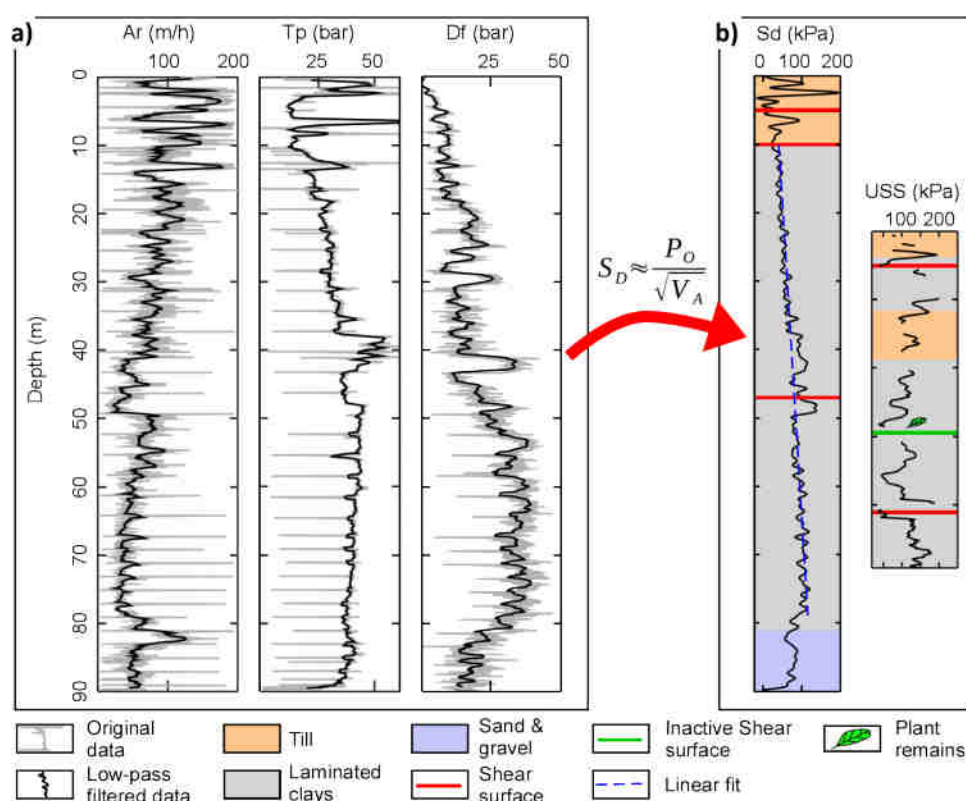 a)
Ar (m/h)
100 200
Tp (bar)
25 50
Df (bar)
25 50
Depth (m)
0
10
20
30
40
50
60
70
80
90
S_D ≈ P_O / √V_A
b)
Sd (kPa)
0 100 200
USS (kPa)
100 200
Original data
Till
Sand & gravel
Inactive Shear surface
Plant remains
Low-pass filtered data
Laminated clays
Shear surface
Linear fit